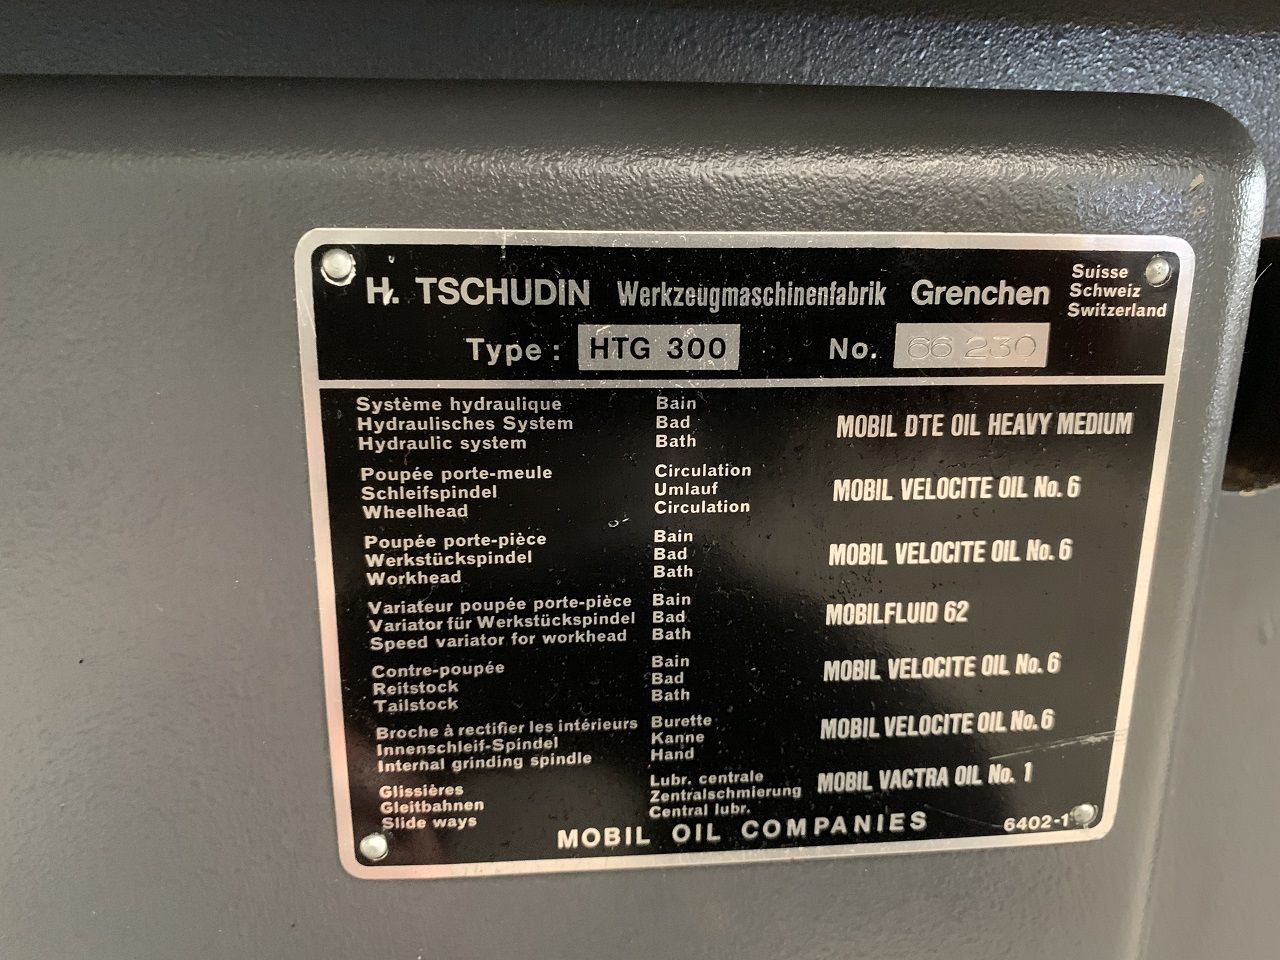 H. TSCHUDIN Werkzeugmaschinenfabrik Grenchen
Suisse
Schweiz
Switzerland
Type : HTG 300 No. 66 230
Système hydraulique Bain
Hydraulisches System Bad MOBIL DTE OIL HEAVY MEDIUM
Hydraulic system Bath
Poupée porte-meule Circulation
Schleifspindel Umlauf MOBIL VELOCITE OIL No. 6
Wheelhead Circulation
Poupée porte-pièce Bain
Werkstückspindel Bad MOBIL VELOCITE OIL No. 6
Workhead Bath
Variateur poupée porte-pièce Bain
Variator für Werkstückspindel Bad MOBILFLUID 62
Speed variator for workhead Bath
Contre-poupée Bain
Reitstock Bad MOBIL VELOCITE OIL No. 6
Tailstock Bath
Broche à rectifier les intérieurs Burette
Innenschleif-Spindel Kanne MOBIL VELOCITE OIL No. 6
Internal grinding spindle Hand
Glissières Lubr. centrale
Gleitbahnen Zentralschmierung MOBIL VACTRA OIL No. 1
Slide ways Central lubr.
MOBIL OIL COMPANIES